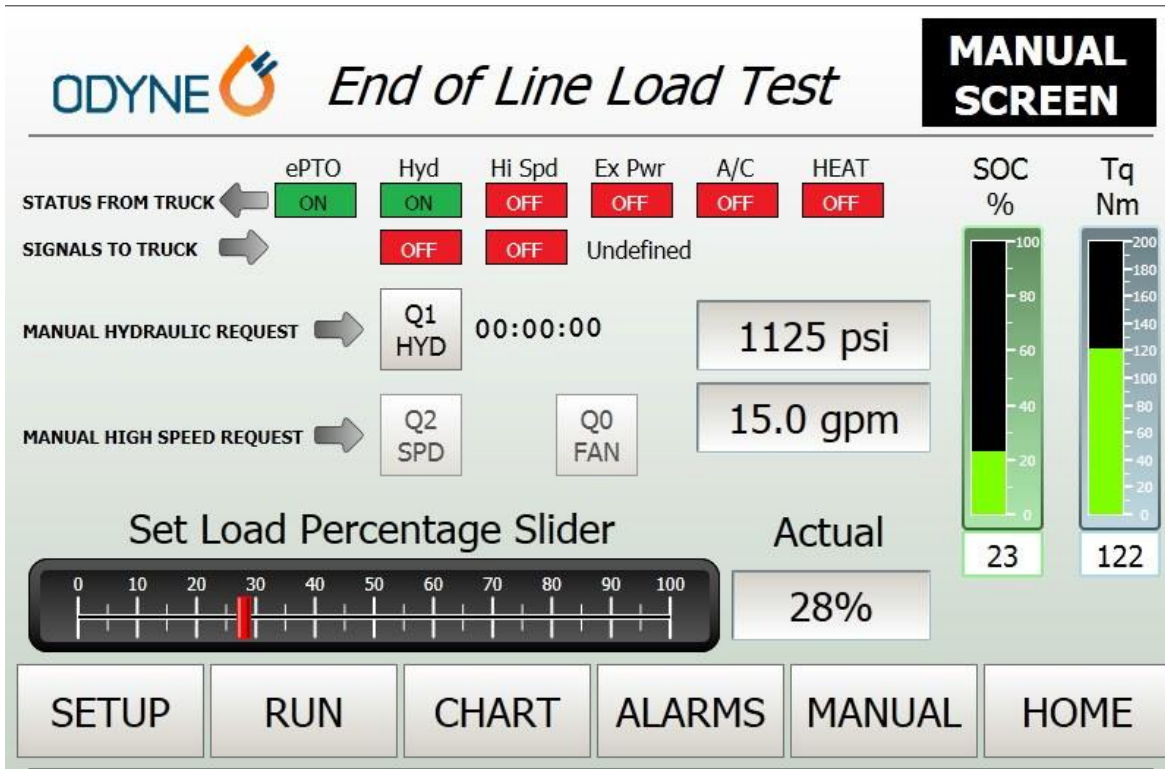 ODYNE
End of Line Load Test
MANUAL
SCREEN
ePTO Hyd Hi Spd Ex Pwr A/C HEAT
STATUS FROM TRUCK ON ON OFF OFF OFF OFF
SIGNALS TO TRUCK OFF OFF Undefined
MANUAL HYDRAULIC REQUEST
Q1
HYD
00:00:00
1125 psi
MANUAL HIGH SPEED REQUEST
Q2
SPD
Q0
FAN
15.0 gpm
SOC
%
100
80
60
40
20
0
23
Tq
Nm
200
180
160
140
120
100
80
60
40
20
0
122
Set Load Percentage Slider
0 10 20 30 40 50 60 70 80 90 100
Actual
28%
SETUP RUN CHART ALARMS MANUAL HOME